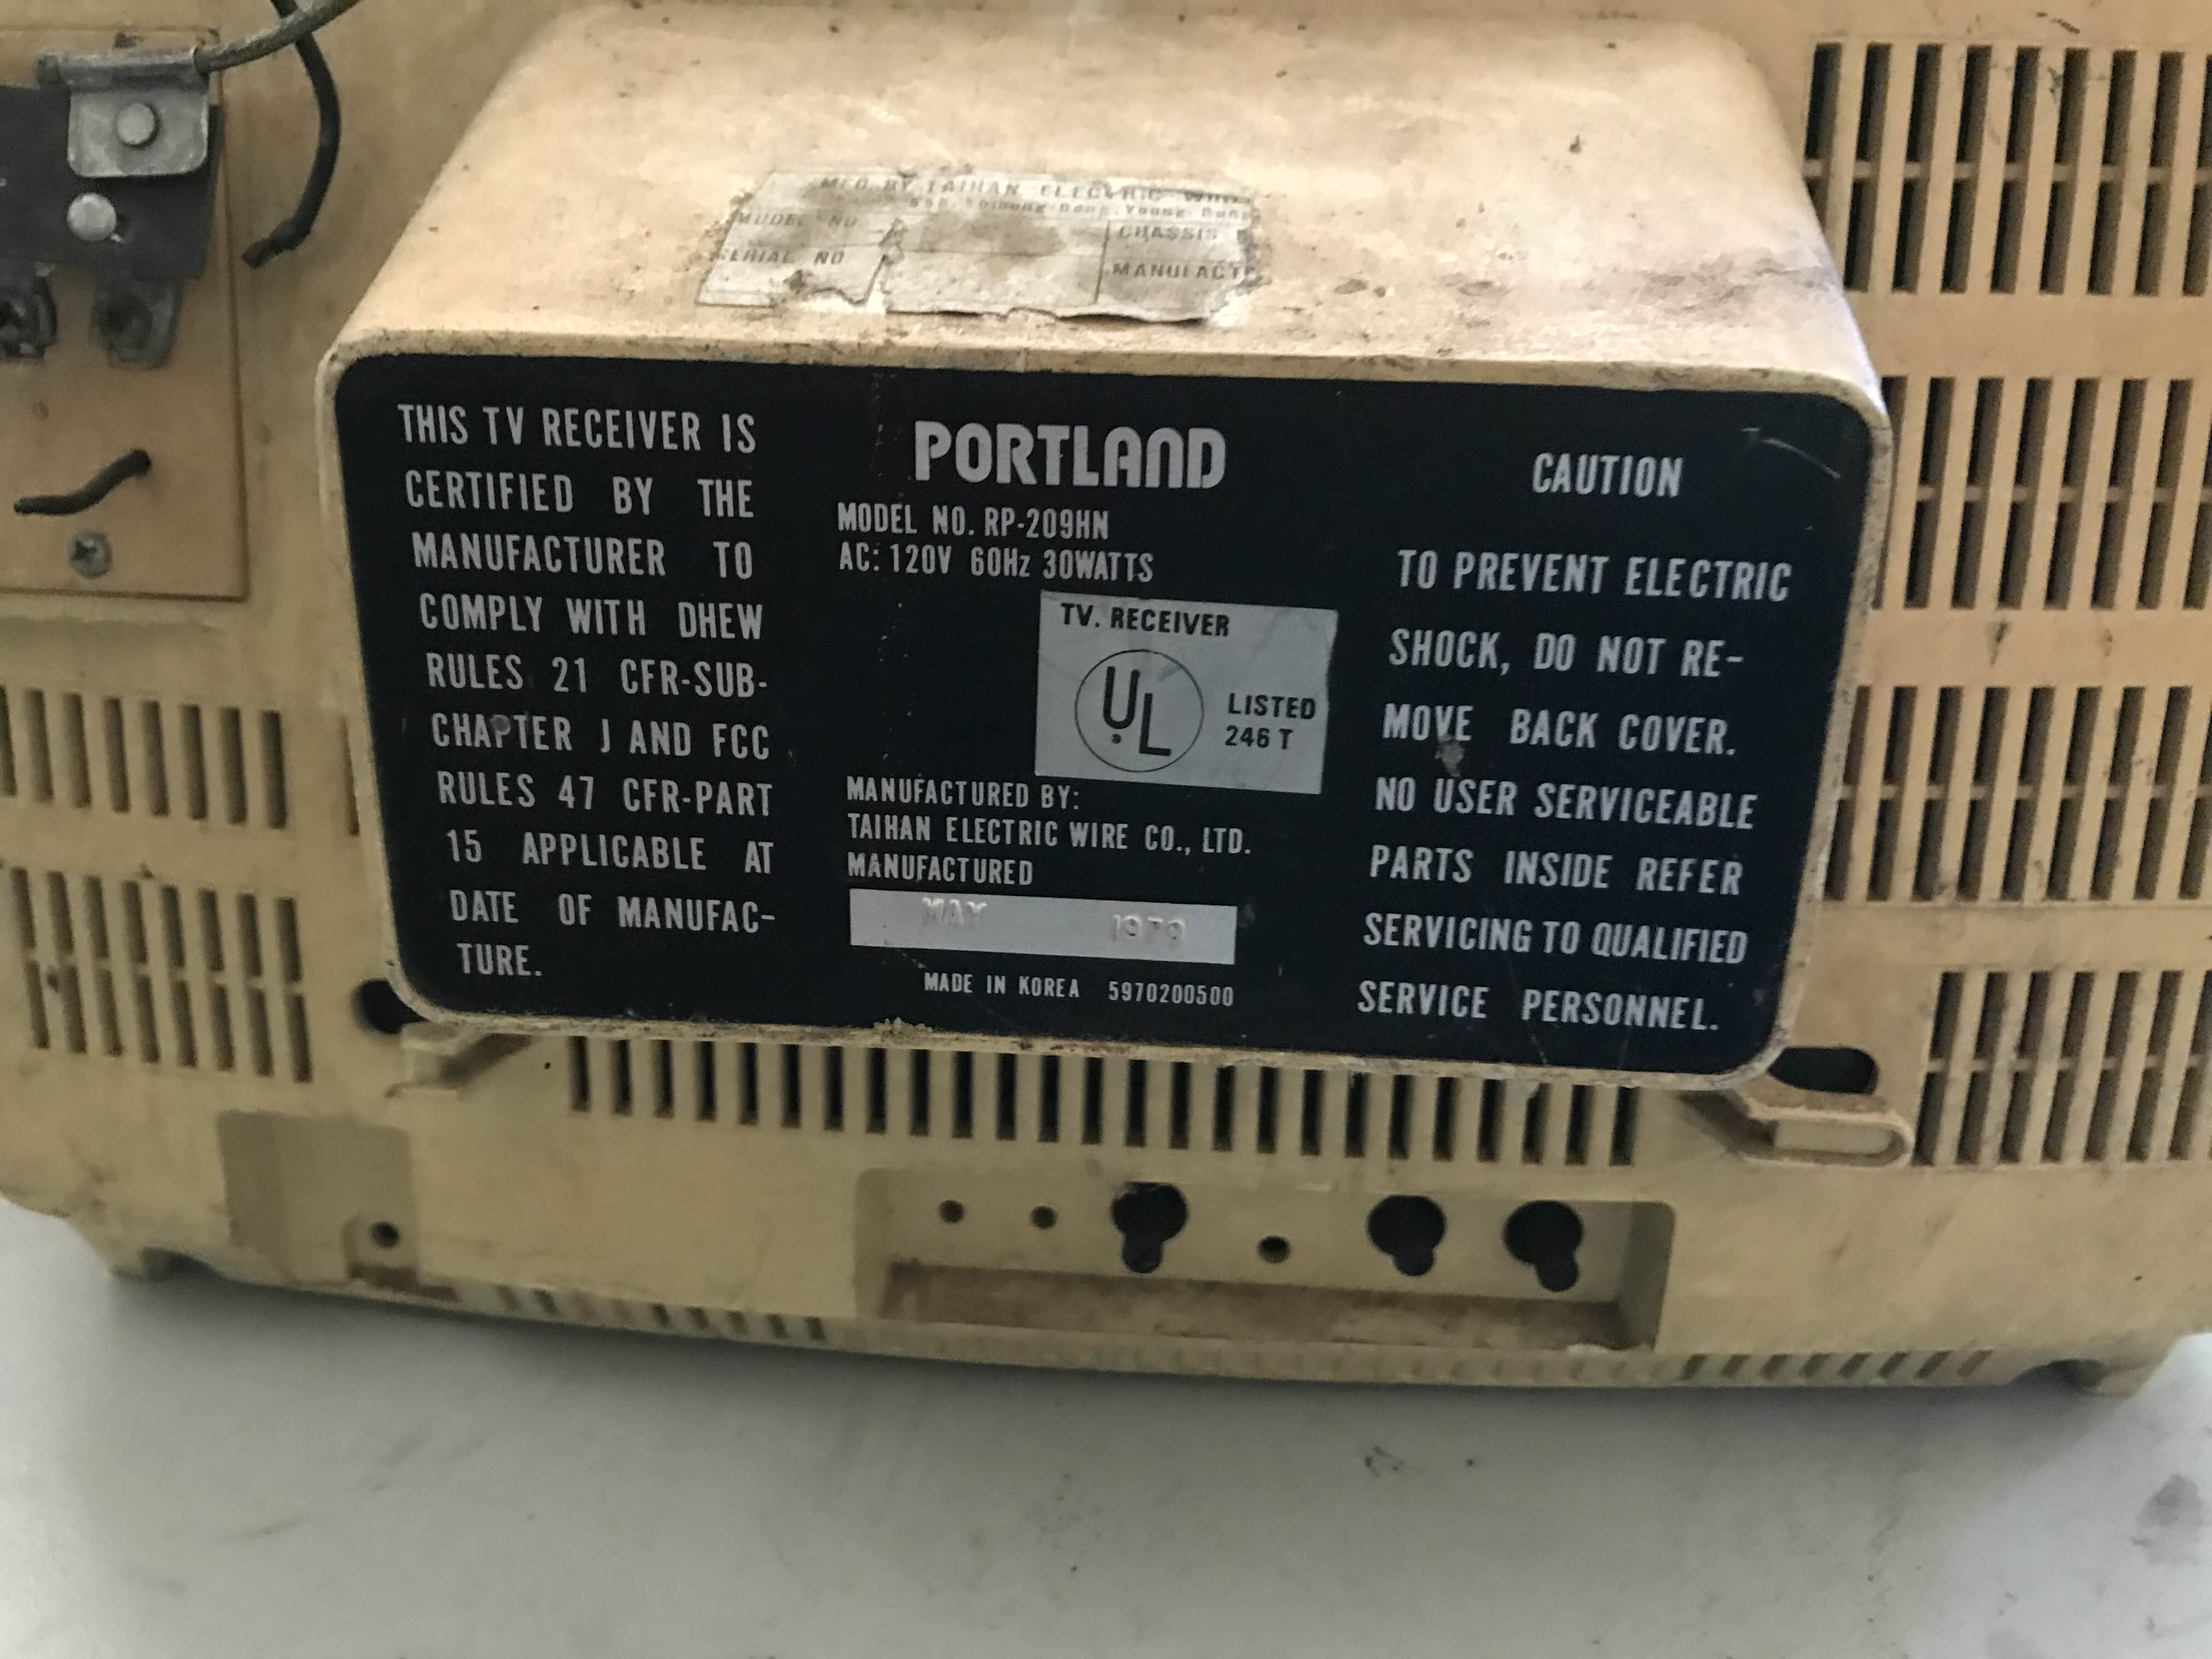 MFG BY TAIHAN ELECTRIC
MODEL NO
CHASSIS
SERIAL NO
THIS TV RECEIVER IS
CERTIFIED BY THE
MANUFACTURER TO
COMPLY WITH DHEW
RULES 21 CFR-SUB-
CHAPTER J AND FCC
RULES 47 CFR-PART
15 APPLICABLE AT
DATE OF MANUFAC-
TURE.
PORTLAND
MODEL NO. RP-209HN
AC: 120V 60Hz 30WATTS
TV. RECEIVER
UL
LISTED
246 T
MANUFACTURED BY:
TAIHAN ELECTRIC WIRE CO., LTD.
MANUFACTURED
MAY 1979
MADE IN KOREA 5970200500
CAUTION
TO PREVENT ELECTRIC
SHOCK, DO NOT RE-
MOVE BACK COVER.
NO USER SERVICEABLE
PARTS INSIDE REFER
SERVICING TO QUALIFIED
SERVICE PERSONNEL.